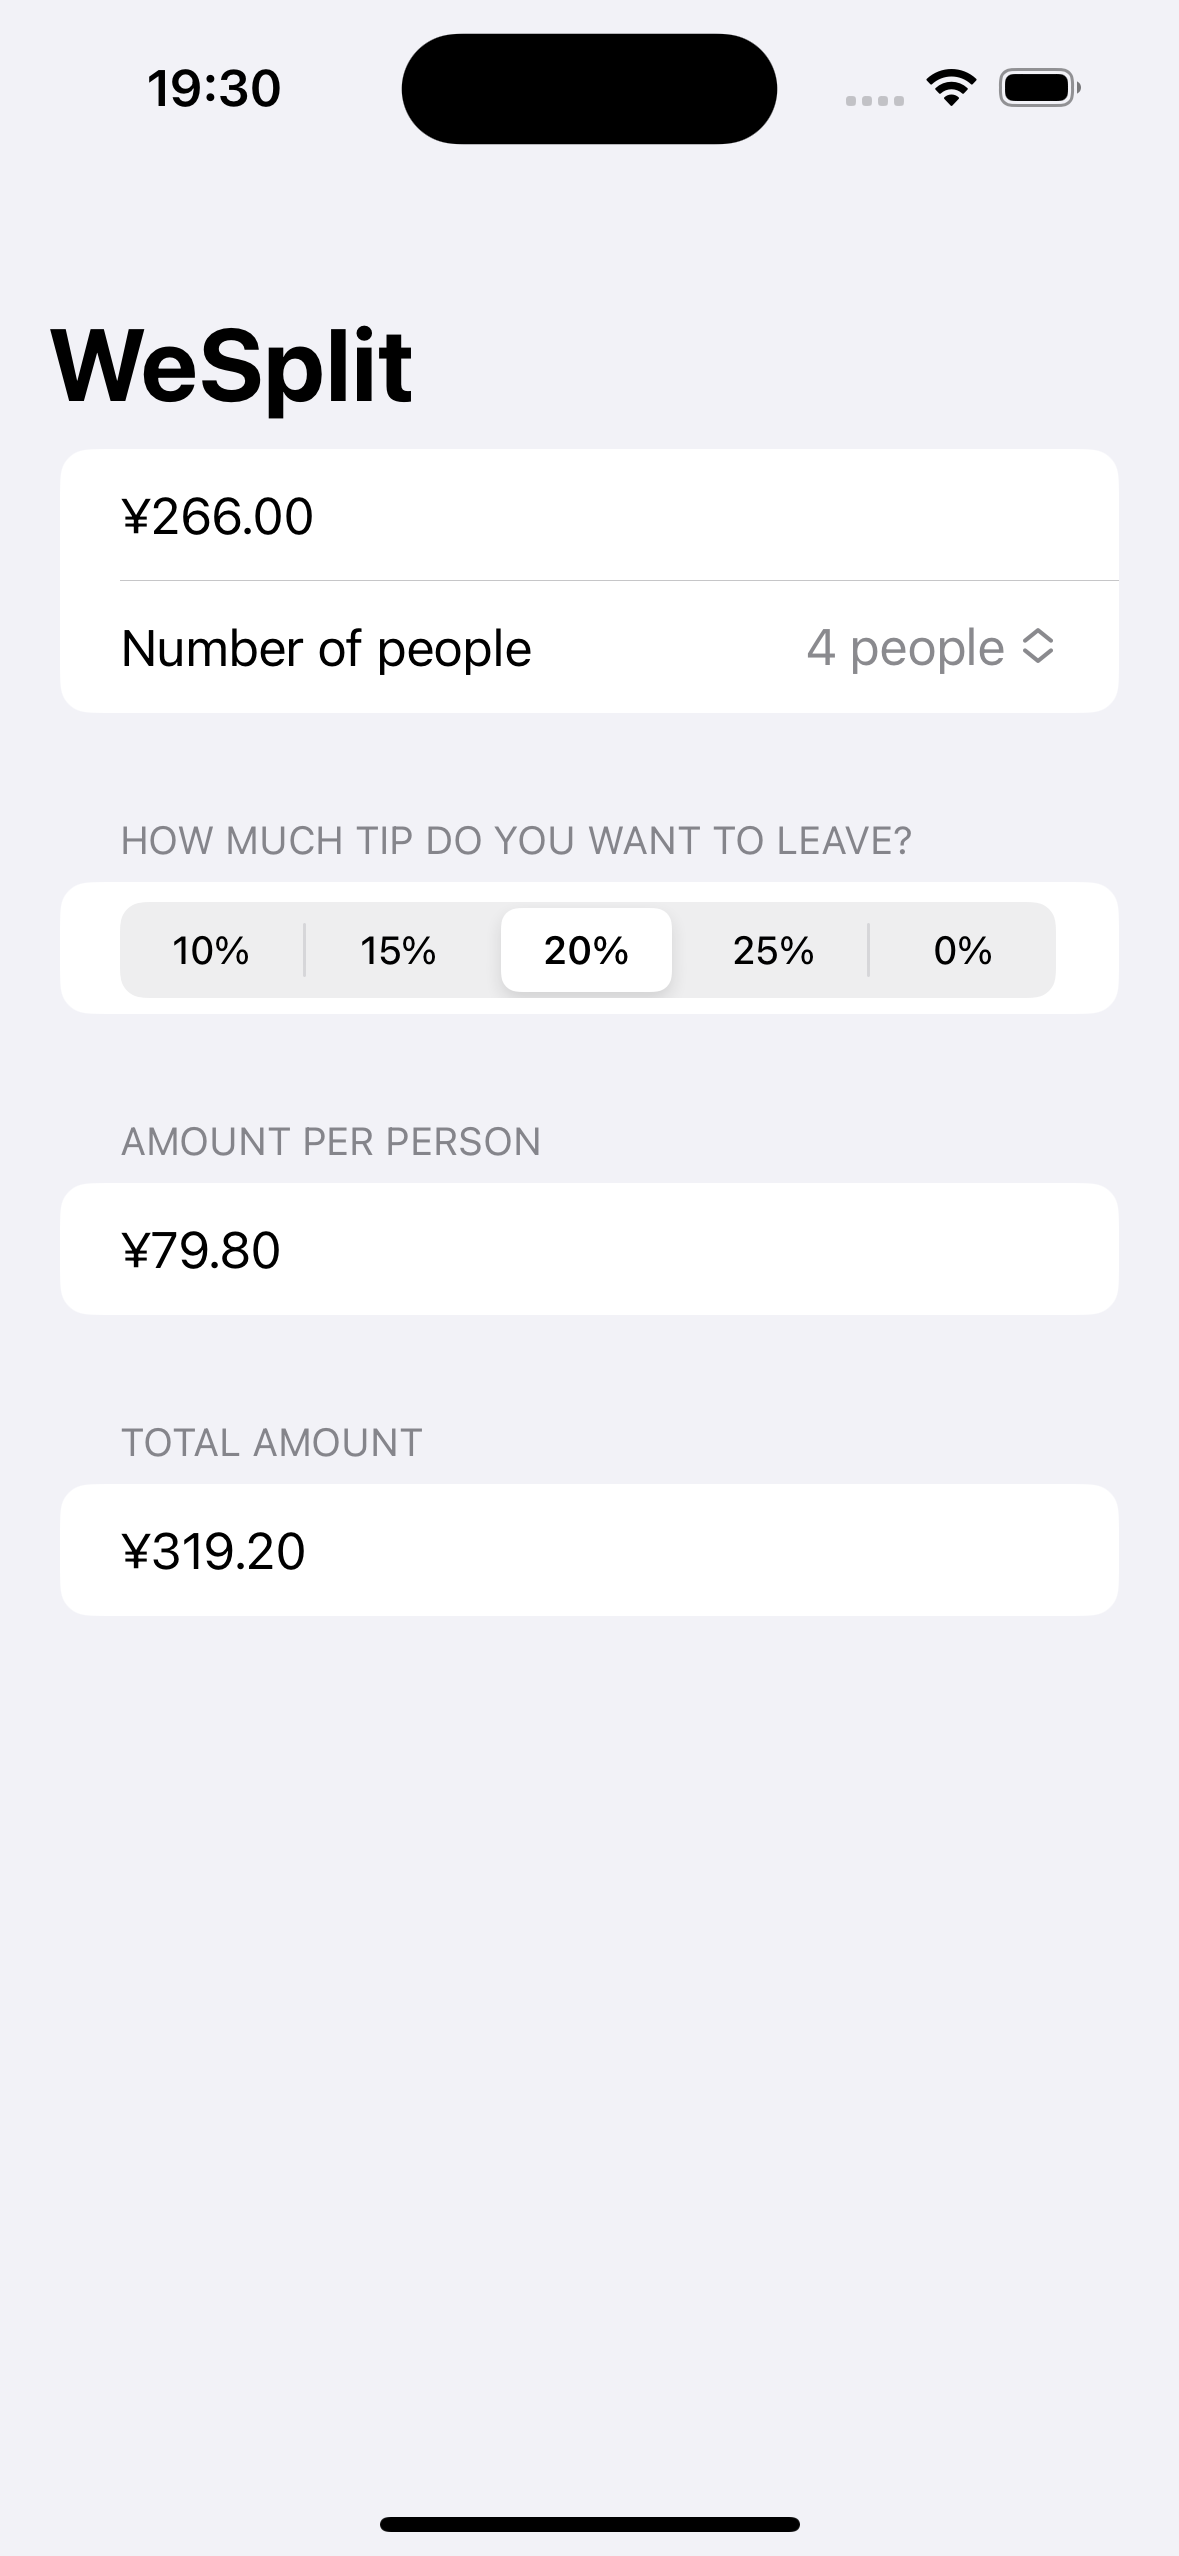 19:30
WeSplit
¥266.00
Number of people 4 people
HOW MUCH TIP DO YOU WANT TO LEAVE?
10% 15% 20% 25% 0%
AMOUNT PER PERSON
¥79.80
TOTAL AMOUNT
¥319.20